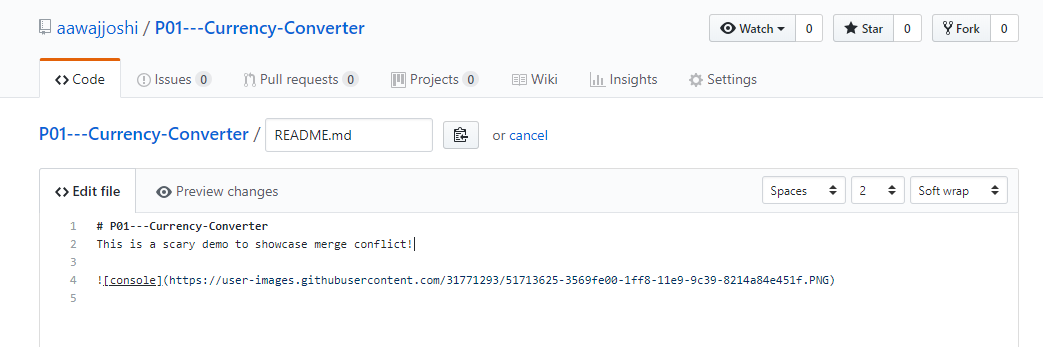 aawajjoshi / P01---Currency-Converter
Watch 0 Star 0 Fork 0
Code Issues 0 Pull requests 0 Projects 0 Wiki Insights Settings
P01---Currency-Converter / README.md or cancel
Edit file Preview changes Spaces 2 Soft wrap
1 # P01---Currency-Converter
2 This is a scary demo to showcase merge conflict!
3
4 ![console](https://user-images.githubusercontent.com/31771293/51713625-3569fe00-1ff8-11e9-9c39-8214a84e451f.PNG)
5